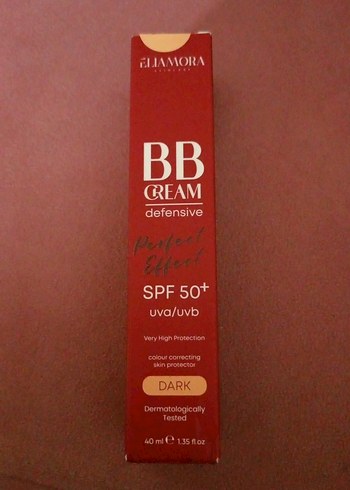 ELIAMORA
SKINCARE
BB
CREAM
defensive
Perfect
Effect
SPF 50+
uva/uvb
Very High Protection
colour correcting
skin protector
DARK
Dermatologically
Tested
40 ml ℮ 1.35 fl.oz